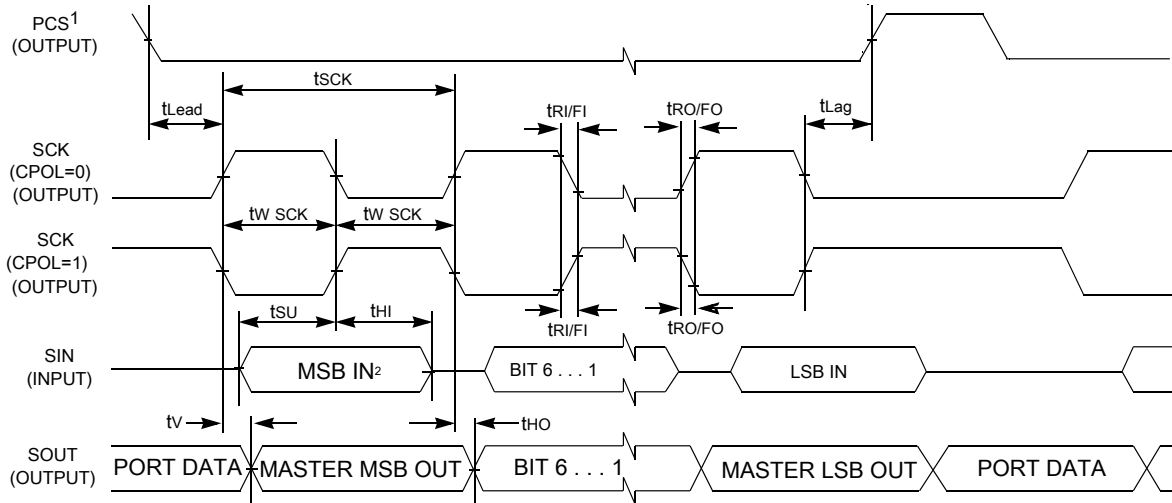 PCS1
(OUTPUT)
tSCK
tLead
tRI/FI
tRO/FO
tLag
SCK
(CPOL=0)
(OUTPUT)
tW SCK
tW SCK
SCK
(CPOL=1)
(OUTPUT)
tSU
tHI
tRI/FI
tRO/FO
SIN
(INPUT)
MSB IN2
BIT 6 . . . 1
LSB IN
tV
tHO
SOUT
(OUTPUT)
PORT DATA
MASTER MSB OUT
BIT 6 . . . 1
MASTER LSB OUT
PORT DATA